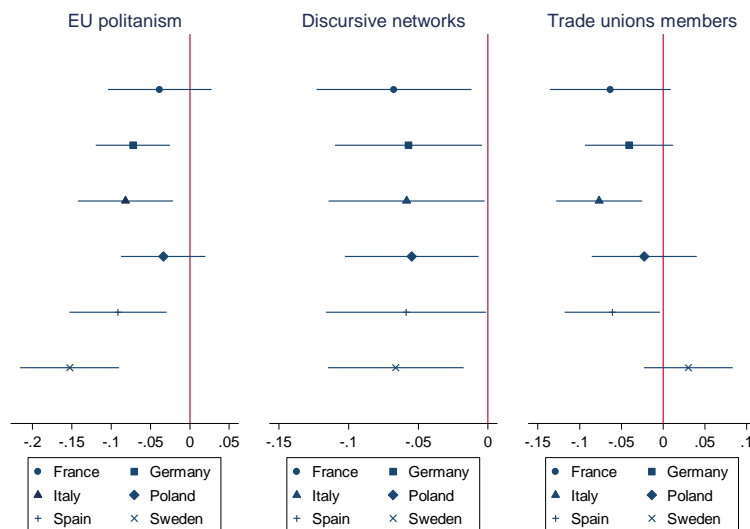 EU politanism
Discursive networks
Trade unions members
-.2 -.15 -.1 -.05 0 .05
-.15 -.1 -.05 0
-.15 -.1 -.05 0 .05 .1
France Germany
Italy Poland
Spain Sweden
France Germany
Italy Poland
Spain Sweden
France Germany
Italy Poland
Spain Sweden